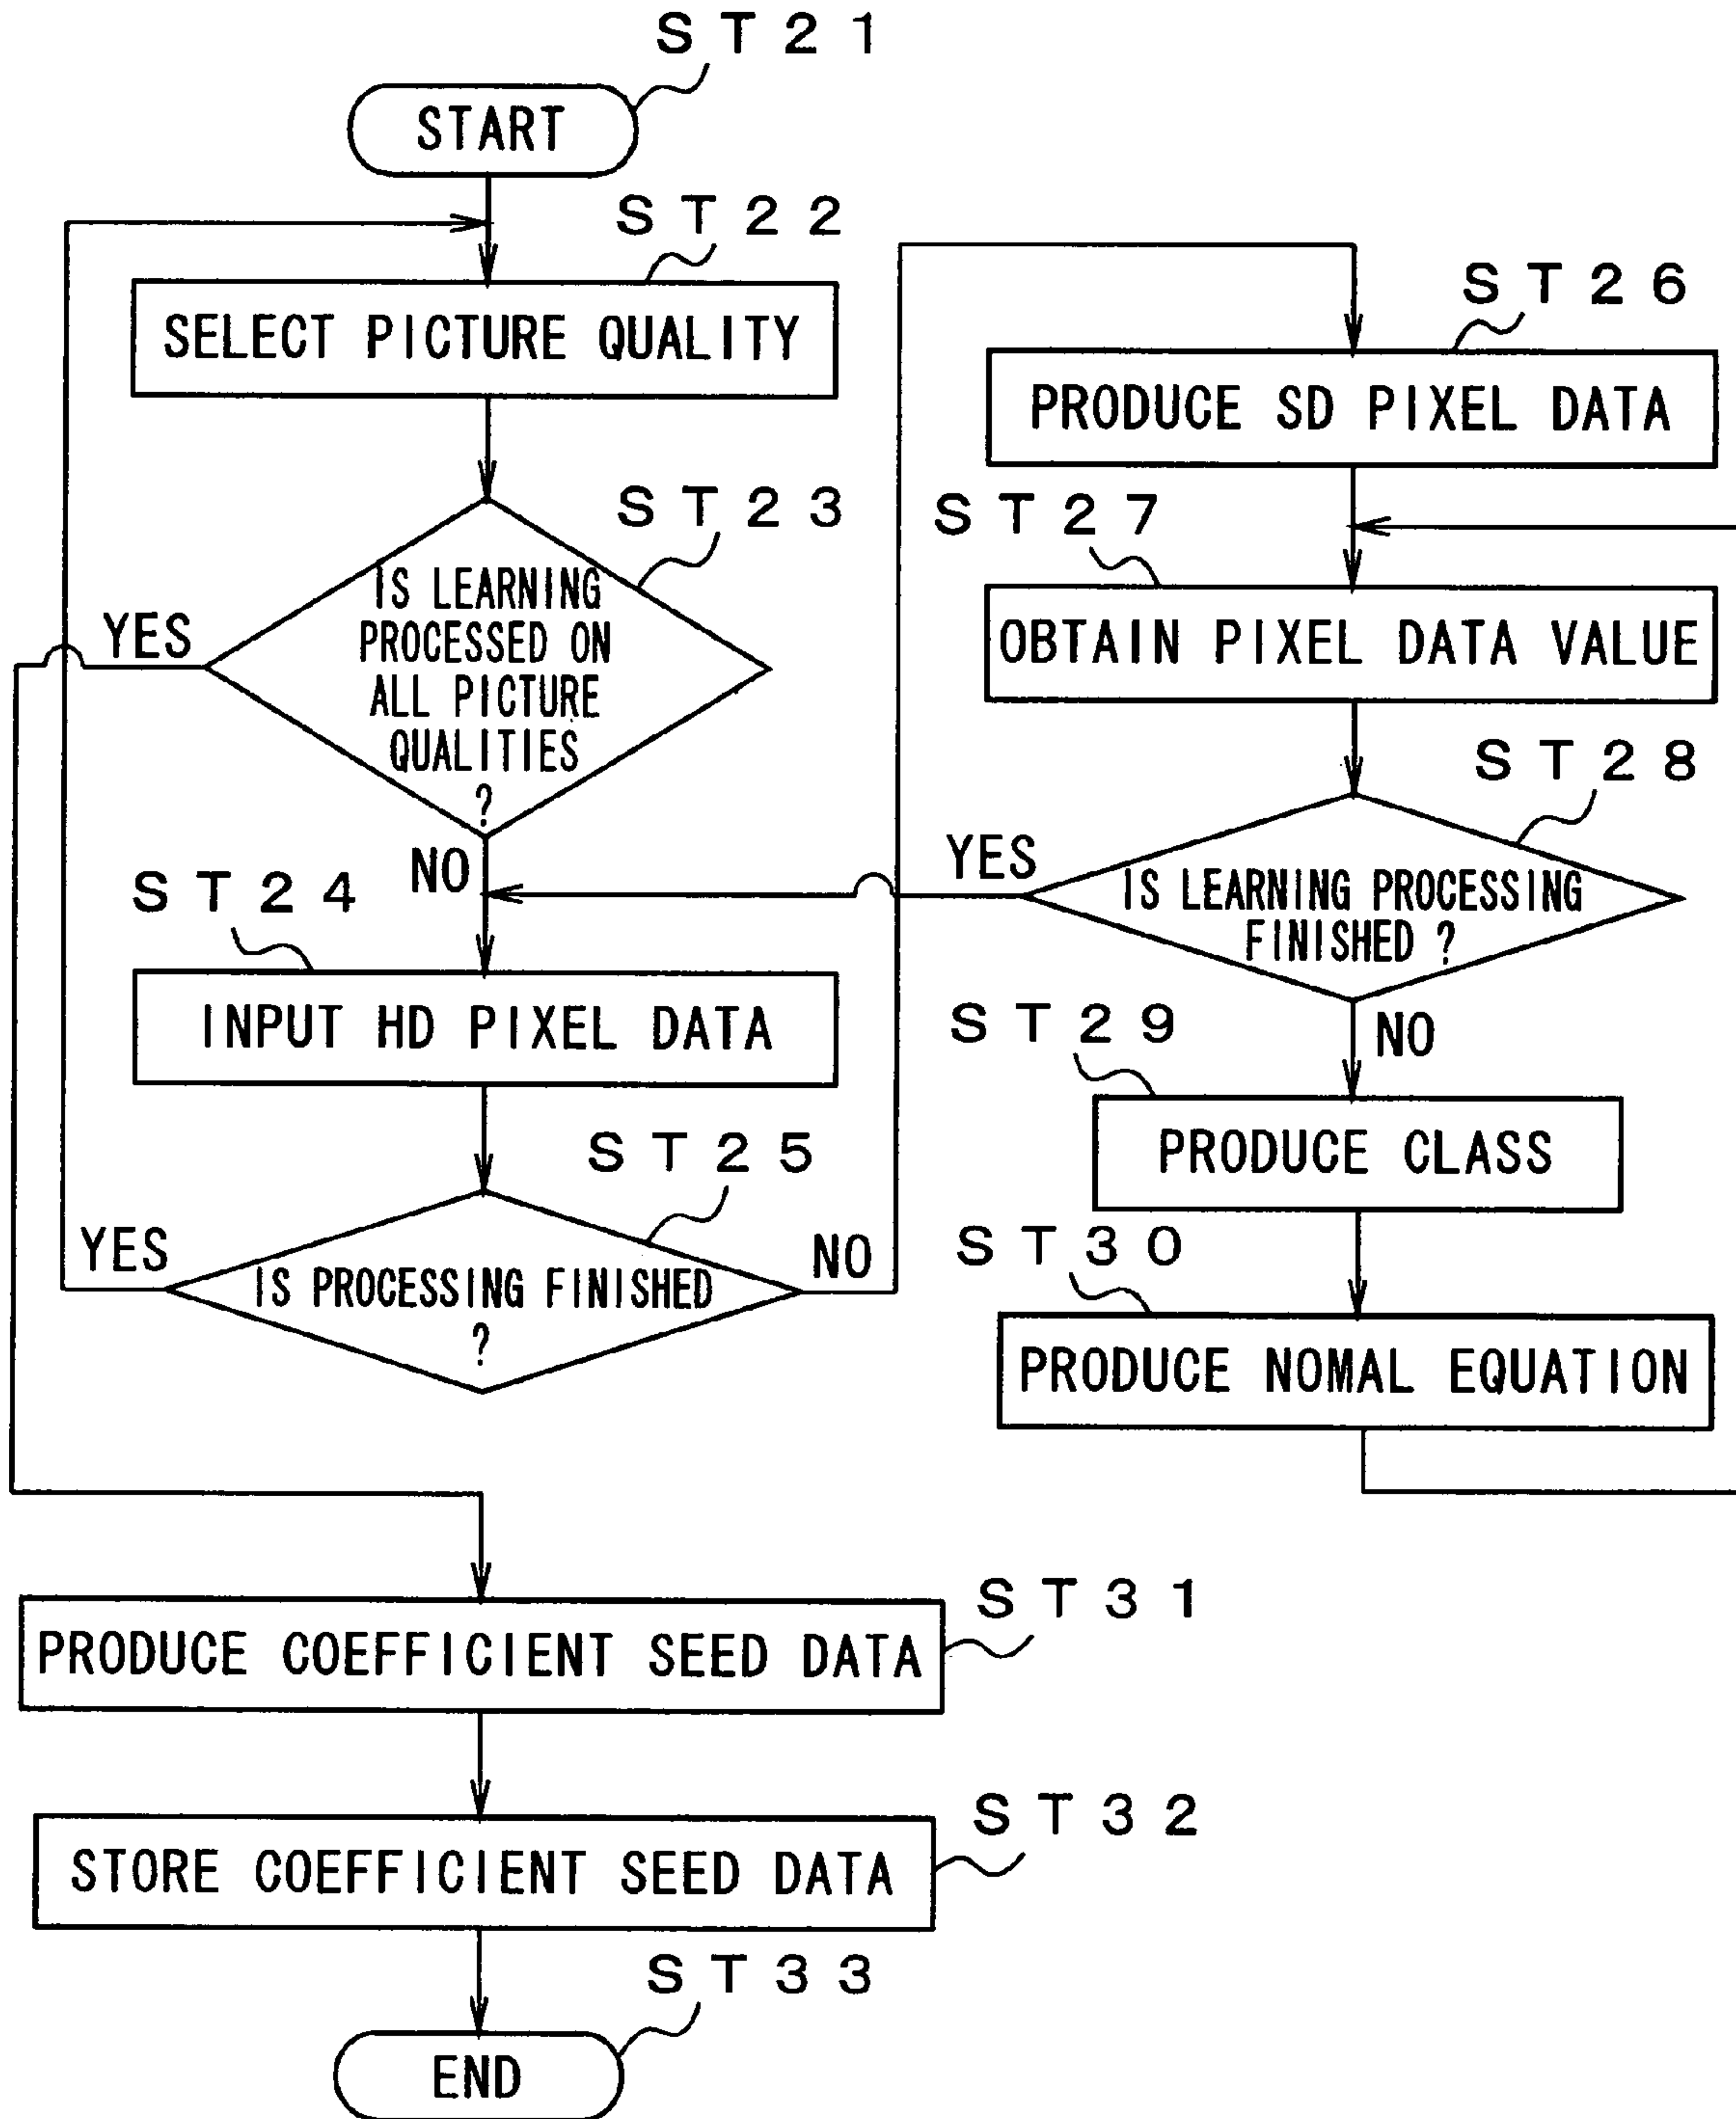 ST21
START
ST22
SELECT PICTURE QUALITY
ST23
IS LEARNING
PROCESSED ON
ALL PICTURE
QUALITIES
?
YES
NO
ST24
INPUT HD PIXEL DATA
ST25
IS PROCESSING FINISHED
?
YES
NO
ST26
PRODUCE SD PIXEL DATA
ST27
OBTAIN PIXEL DATA VALUE
ST28
IS LEARNING PROCESSING
FINISHED ?
YES
NO
ST29
PRODUCE CLASS
ST30
PRODUCE NOMAL EQUATION
ST31
PRODUCE COEFFICIENT SEED DATA
ST32
STORE COEFFICIENT SEED DATA
ST33
END